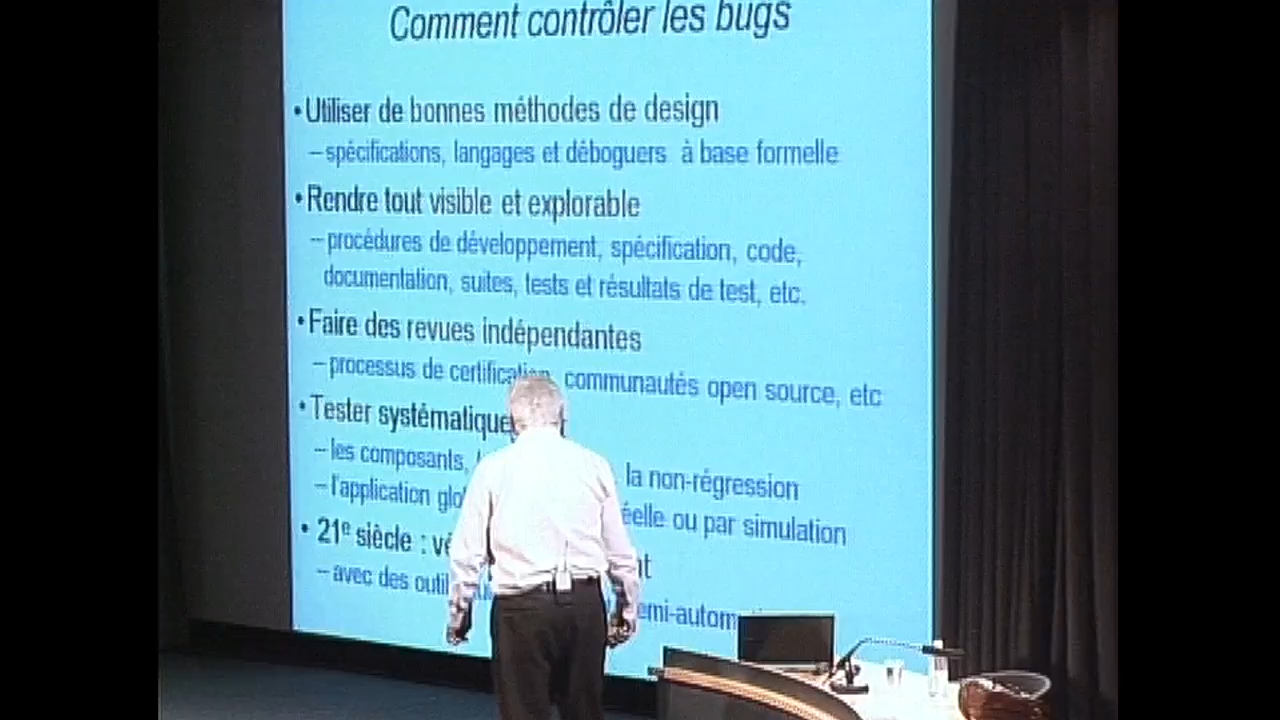 Comment contrôler les bugs
•Utiliser de bonnes méthodes de design
–spécifications, langages et déboguers à base formelle
•Rendre tout visible et explorable
–procédures de développement, spécification, code,
documentation, suites, tests et résultats de test, etc.
•Faire des revues indépendantes
–processus de certification, communautés open source, etc
•Tester
–les composants, la non-régression
–l'application ou par simulation
• 21e siècle :
–avec des